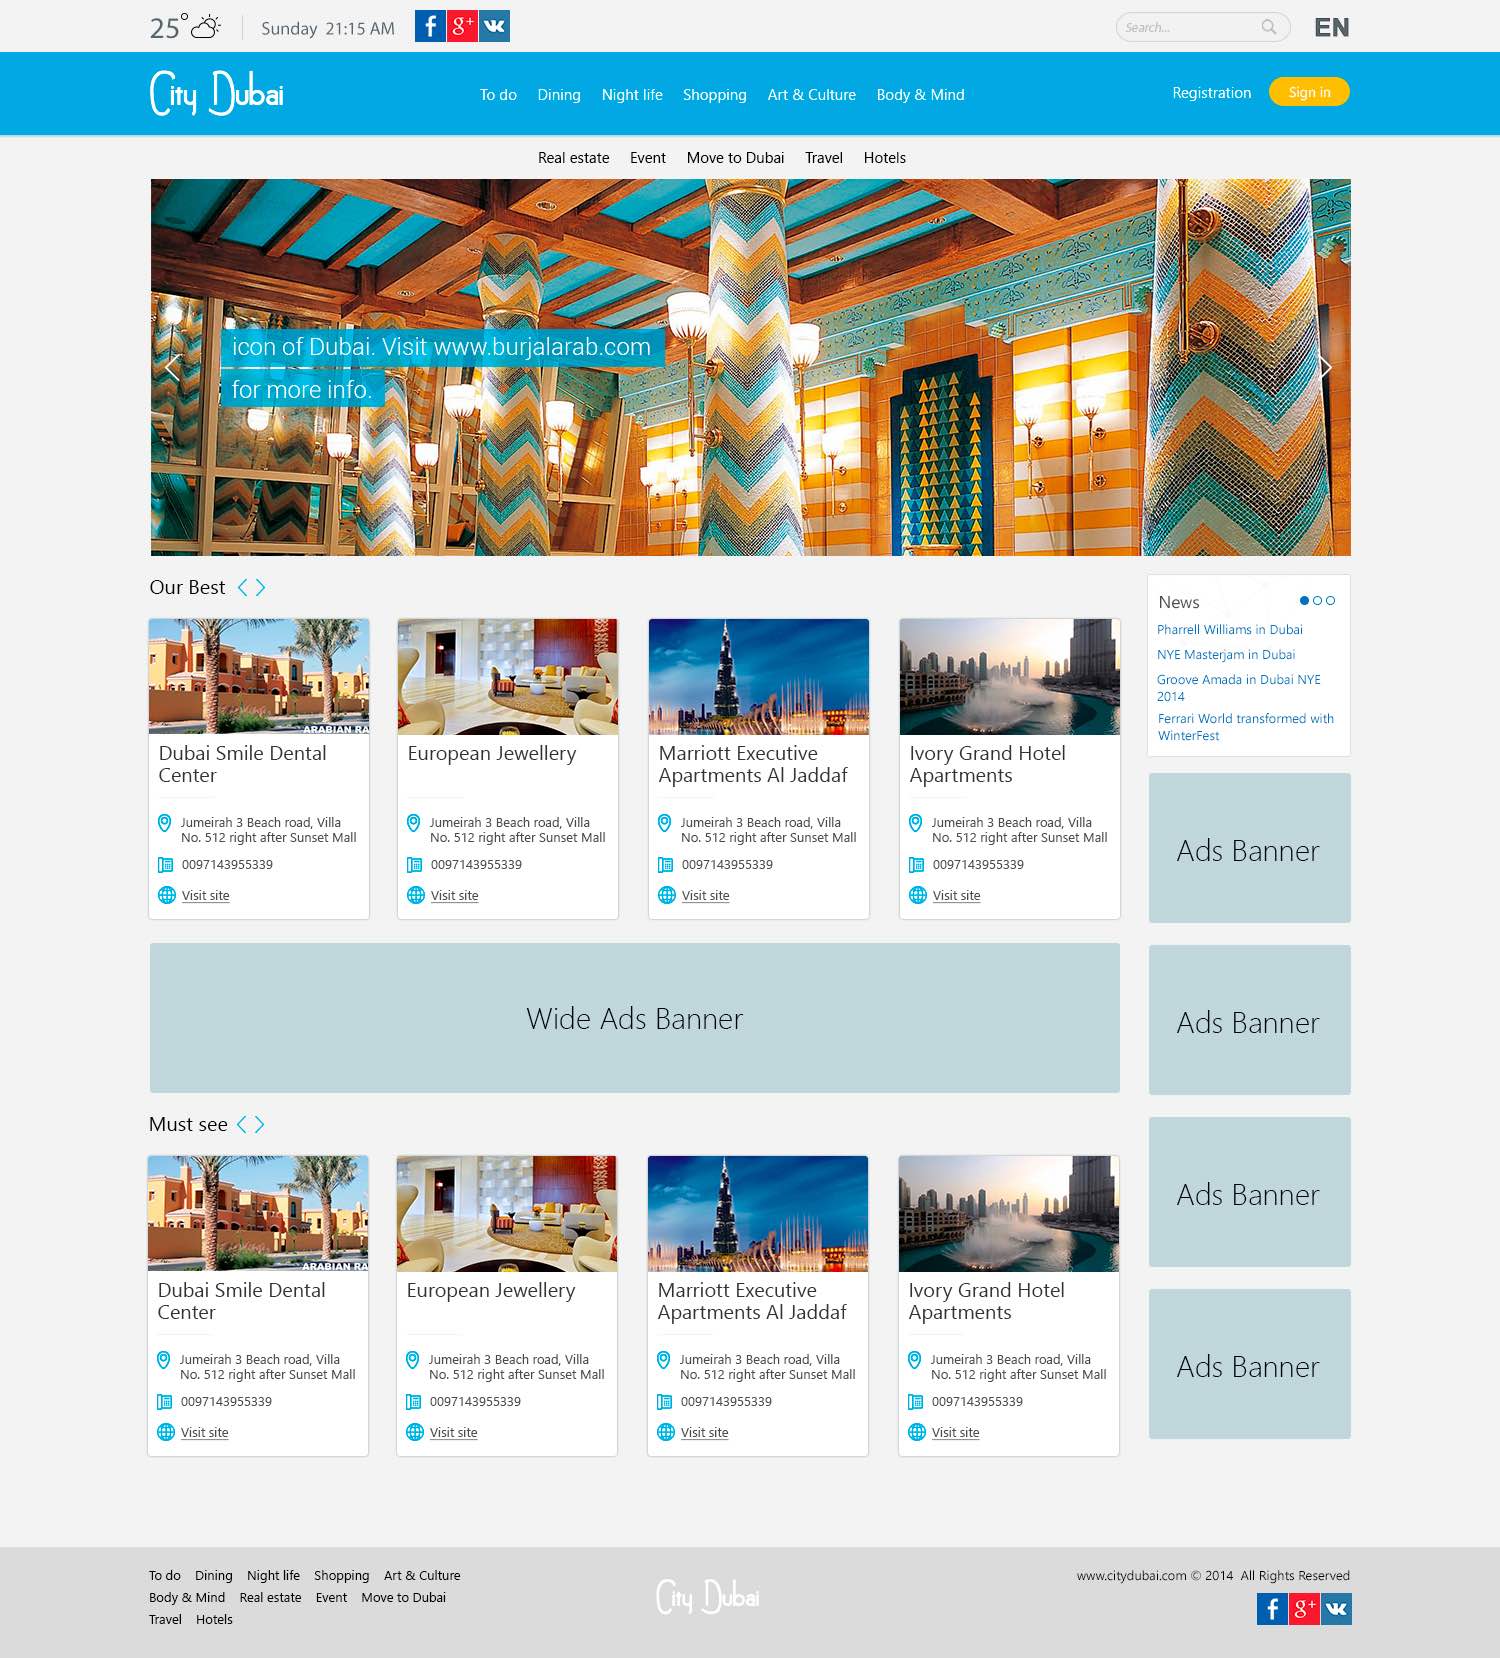 25° Sunday 21:15 AM f g+ Search... EN
City Dubai To do Dining Night life Shopping Art & Culture Body & Mind Registration Sign in
Real estate Event Move to Dubai Travel Hotels
icon of Dubai. Visit www.burjalarab.com
for more info.
Our Best
ARABIAN RA
Dubai Smile Dental
Center
Jumeirah 3 Beach road, Villa
No. 512 right after Sunset Mall
0097143955339
Visit site
European Jewellery
Jumeirah 3 Beach road, Villa
No. 512 right after Sunset Mall
0097143955339
Visit site
Marriott Executive
Apartments Al Jaddaf
Jumeirah 3 Beach road, Villa
No. 512 right after Sunset Mall
0097143955339
Visit site
Ivory Grand Hotel
Apartments
Jumeirah 3 Beach road, Villa
No. 512 right after Sunset Mall
0097143955339
Visit site
News
Pharrell Williams in Dubai
NYE Masterjam in Dubai
Groove Amada in Dubai NYE
2014
Ferrari World transformed with
WinterFest
Ads Banner
Ads Banner
Ads Banner
Ads Banner
Wide Ads Banner
Must see
ARABIAN RA
Dubai Smile Dental
Center
Jumeirah 3 Beach road, Villa
No. 512 right after Sunset Mall
0097143955339
Visit site
European Jewellery
Jumeirah 3 Beach road, Villa
No. 512 right after Sunset Mall
0097143955339
Visit site
Marriott Executive
Apartments Al Jaddaf
Jumeirah 3 Beach road, Villa
No. 512 right after Sunset Mall
0097143955339
Visit site
Ivory Grand Hotel
Apartments
Jumeirah 3 Beach road, Villa
No. 512 right after Sunset Mall
0097143955339
Visit site
To do Dining Night life Shopping Art & Culture
Body & Mind Real estate Event Move to Dubai
Travel Hotels
City Dubai
www.citydubai.com © 2014 All Rights Reserved
f g+